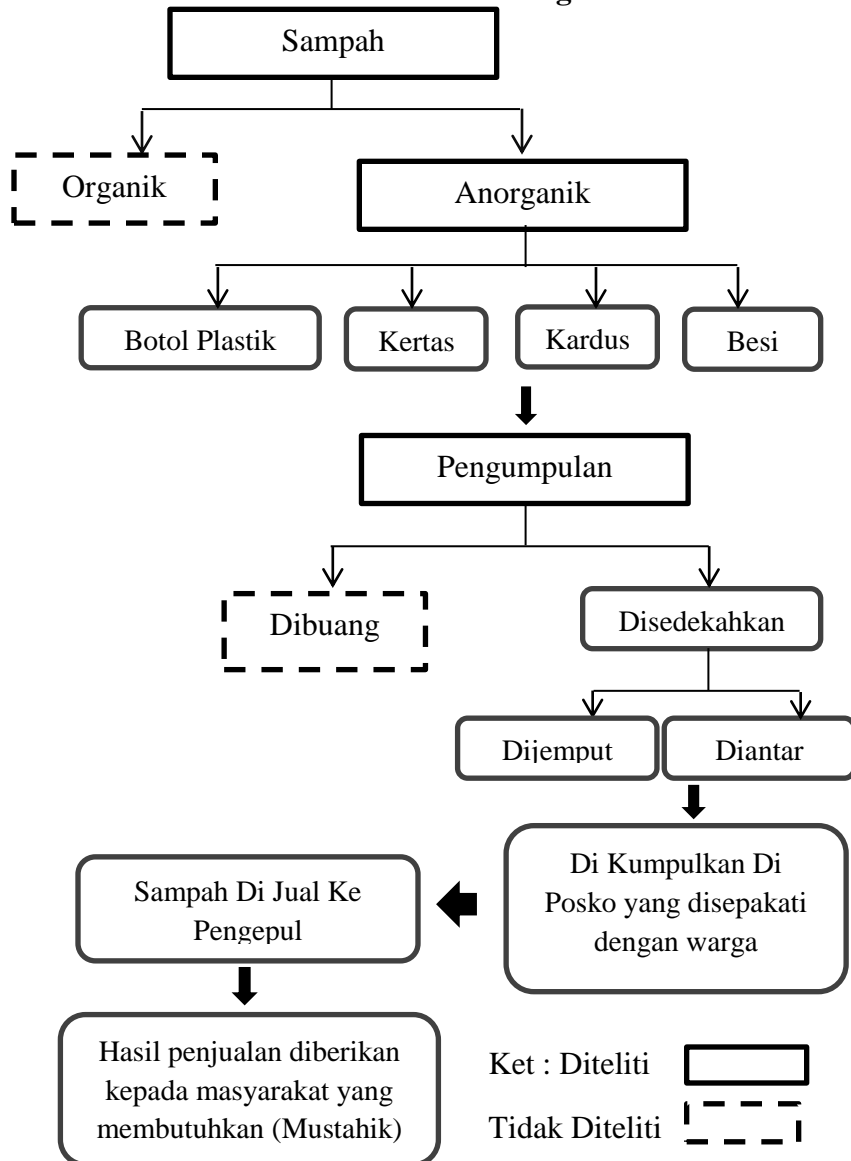 Sampah
Organik
Anorganik
Botol Plastik
Kertas
Kardus
Besi
Pengumpulan
Dibuang
Disedekahkan
Dijemput
Diantar
Di Kumpulkan Di
Posko yang disepakati
dengan warga
Sampah Di Jual Ke
Pengepul
Hasil penjualan diberikan
kepada masyarakat yang
membutuhkan (Mustahik)
Ket : Diteliti
Tidak Diteliti